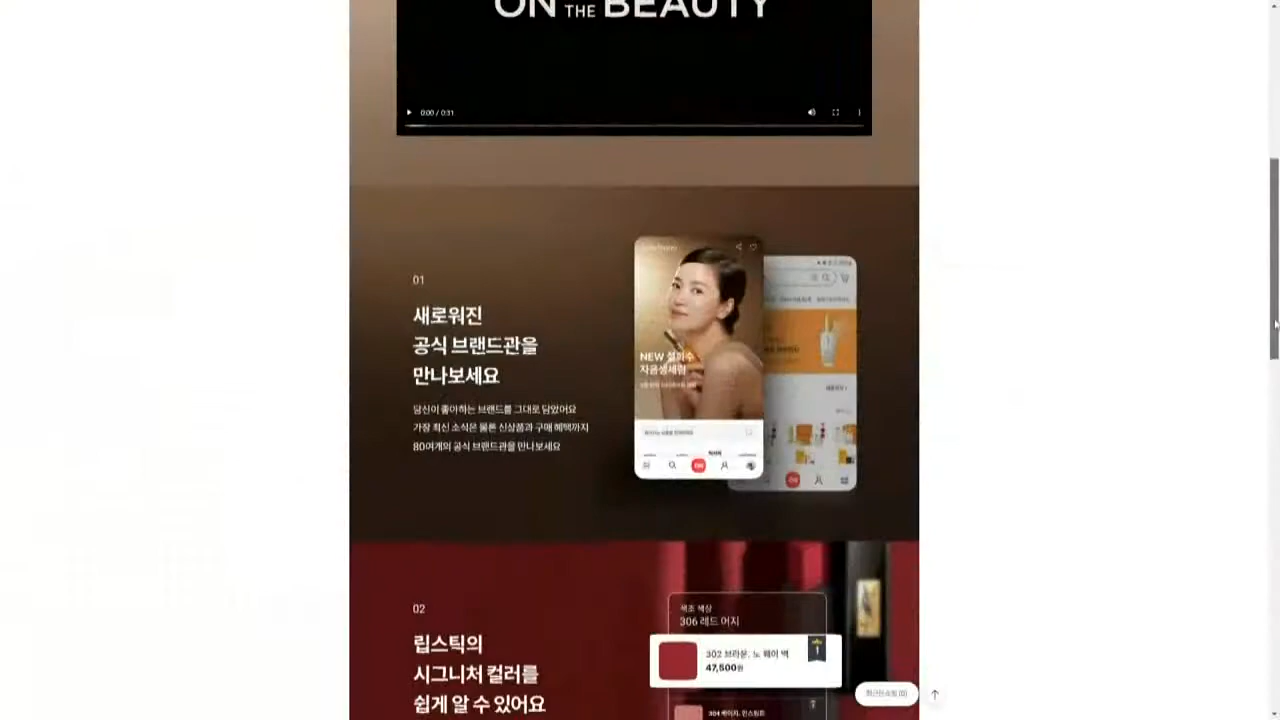 ON THE BEAUTY
0:00 / 0:31
01
새로워진
공식 브랜드관을
만나보세요
당신이 좋아하는 브랜드를 그대로 담았어요
가장 최신 소식은 물론 신상품과 구매 혜택까지
80여개의 공식 브랜드관을 만나보세요
NEW 설화수
자음생세럼
02
립스틱의
시그니처 컬러를
쉽게 알 수 있어요
색조 색상
306 레드 어지
302 브라운. 노 웨이 백
47,500원
1